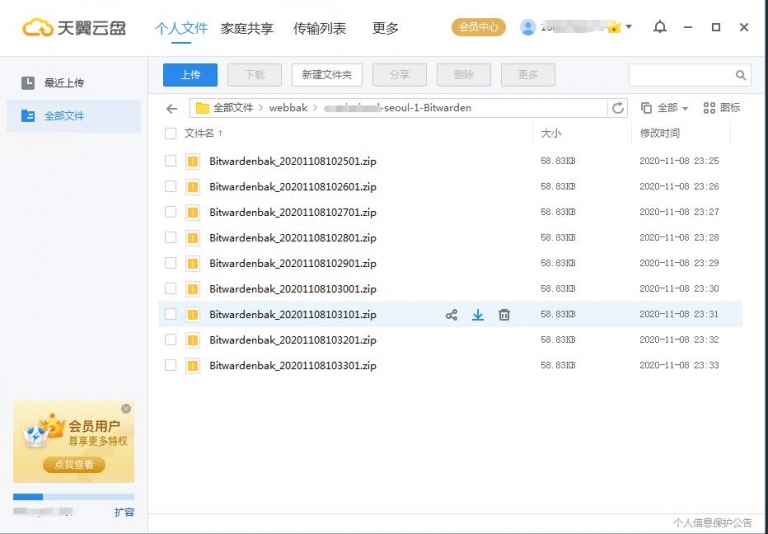 天翼云盘 个人文件 家庭共享 传输列表 更多 会员中心
最近上传
全部文件
上传 下载 新建文件夹 分享 删除 更多
全部文件 > webbak > -seoul-1-Bitwarden 全部 图标
文件名 ↑ 大小 修改时间
Bitwardenbak_20201108102501.zip 58.83KB 2020-11-08 23:25
Bitwardenbak_20201108102601.zip 58.83KB 2020-11-08 23:26
Bitwardenbak_20201108102701.zip 58.83KB 2020-11-08 23:27
Bitwardenbak_20201108102801.zip 58.83KB 2020-11-08 23:28
Bitwardenbak_20201108102901.zip 58.83KB 2020-11-08 23:29
Bitwardenbak_20201108103001.zip 58.83KB 2020-11-08 23:30
Bitwardenbak_20201108103101.zip 58.83KB 2020-11-08 23:31
Bitwardenbak_20201108103201.zip 58.83KB 2020-11-08 23:32
Bitwardenbak_20201108103301.zip 58.83KB 2020-11-08 23:33
会员用户
尊享更多特权
点我查看
扩容
个人信息保护公告